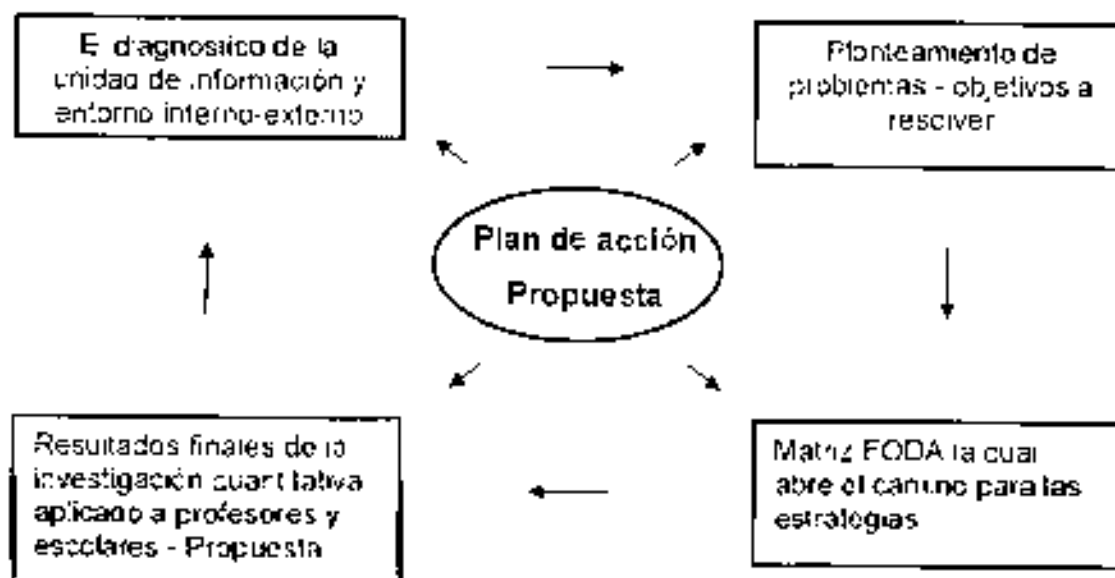 El diagnostico de la
unidad de información y
entorno interno-externo
Planteamiento de
problemas - objetivos a
resolver
Plan de acción
Propuesta
Resultados finales de la
investigación cuantitativa
aplicado a profesores y
escolares - Propuesta
Matriz FODA la cual
abre el camino para las
estrategias